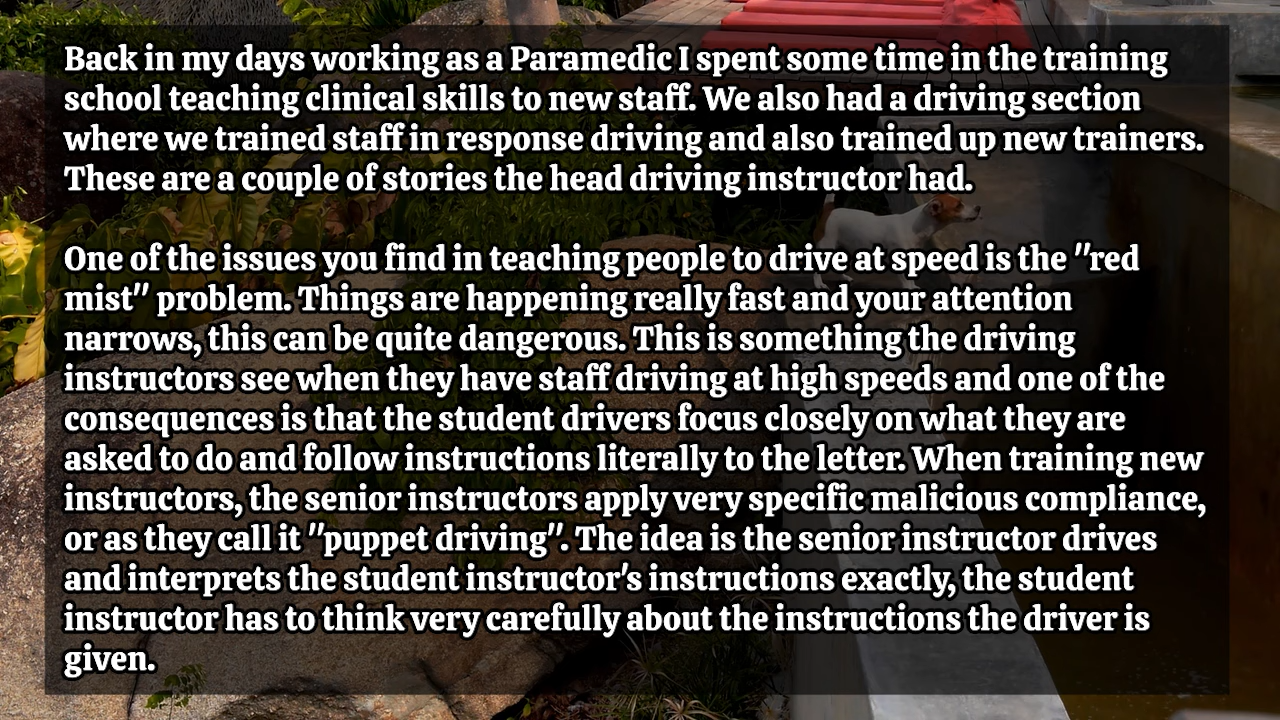 Back in my days working as a Paramedic I spent some time in the training
school teaching clinical skills to new staff. We also had a driving section
where we trained staff in response driving and also trained up new trainers.
These are a couple of stories the head driving instructor had.
One of the issues you find in teaching people to drive at speed is the "red
mist" problem. Things are happening really fast and your attention
narrows, this can be quite dangerous. This is something the driving
instructors see when they have staff driving at high speeds and one of the
consequences is that the student drivers focus closely on what they are
asked to do and follow instructions literally to the letter. When training new
instructors, the senior instructors apply very specific malicious compliance,
or as they call it "puppet driving". The idea is the senior instructor drives
and interprets the student instructor's instructions exactly, the student
instructor has to think very carefully about the instructions the driver is
given.